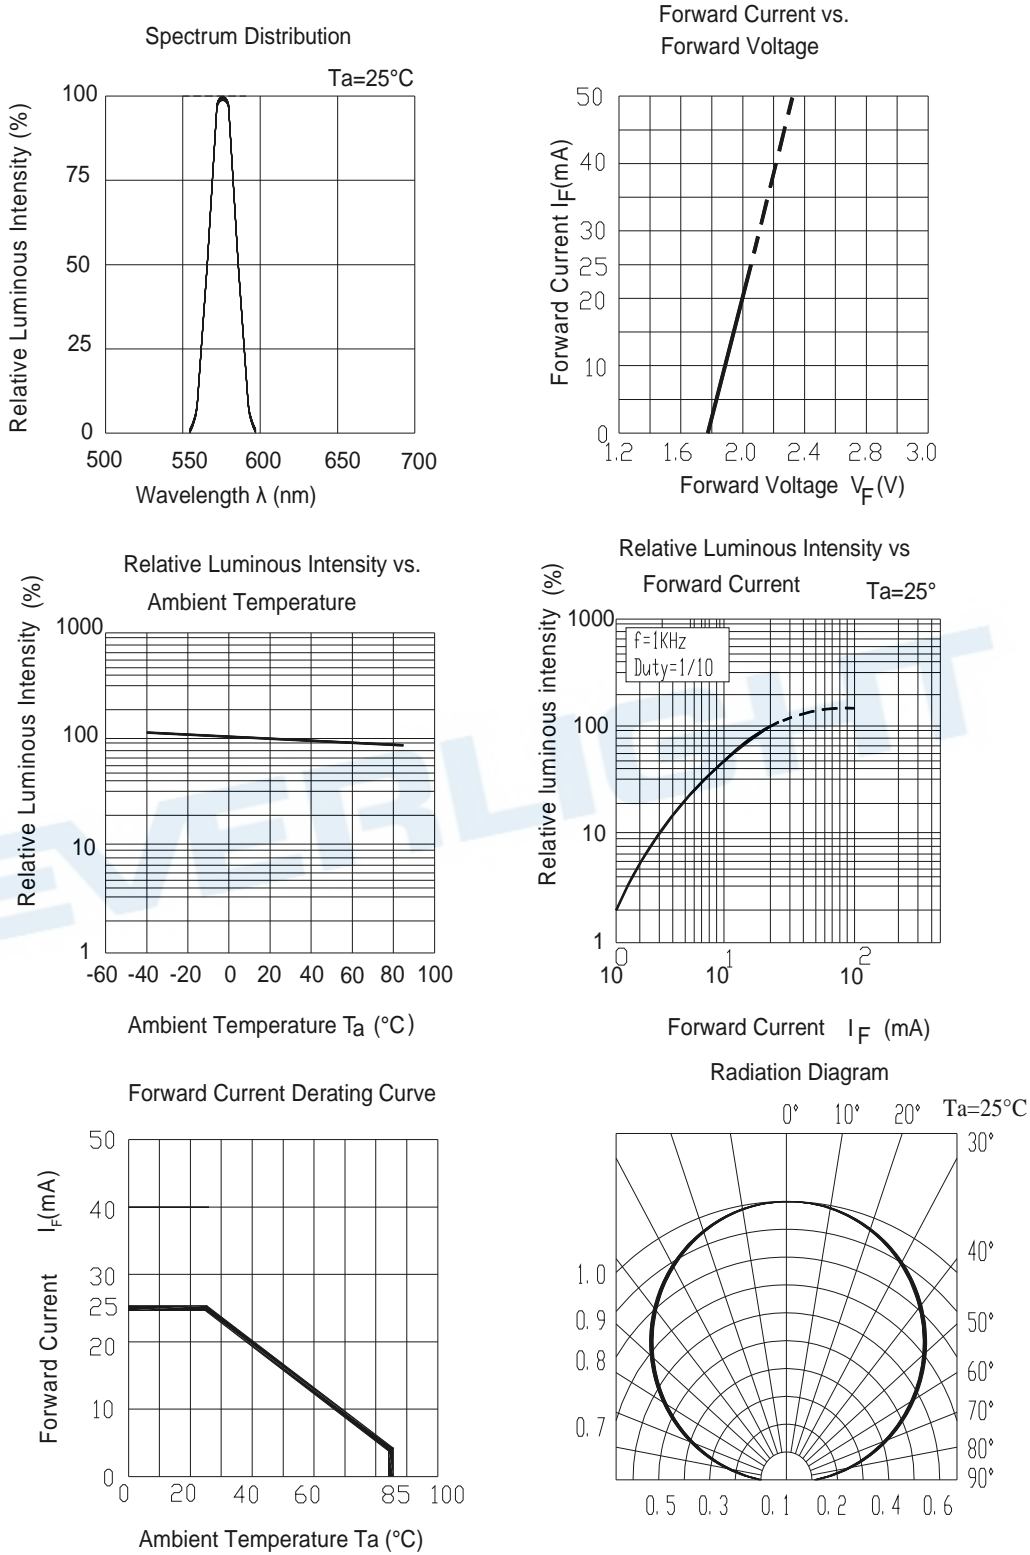 Spectrum Distribution
Ta=25°C
Relative Luminous Intensity (%)
100
75
50
25
0
500 550 600 650 700
Wavelength λ (nm)
Forward Current vs.
Forward Voltage
Forward Current IF(mA)
50
40
30
25
20
10
0
1.2 1.6 2.0 2.4 2.8 3.0
Forward Voltage VF(V)
Relative Luminous Intensity vs.
Ambient Temperature
Relative Luminous Intensity (%)
1000
100
10
1
-60 -40 -20 0 20 40 60 80 100
Ambient Temperature Ta (°C)
Relative Luminous Intensity vs
Forward Current
Ta=25°
Relative luminous intensity (%)
f=1KHz
Duty=1/10
1000
100
10
1
10^0 10^1 10^2
Forward Current IF (mA)
EVERLIGHT
Forward Current Derating Curve
Forward Current IF(mA)
50
40
30
25
20
10
0
0 20 40 60 85 100
Ambient Temperature Ta (°C)
Radiation Diagram
Ta=25°C
0° 10° 20°
30°
40°
50°
60°
70°
80°
90°
1.0
0.9
0.8
0.7
0.5 0.3 0.1 0.2 0.4 0.6